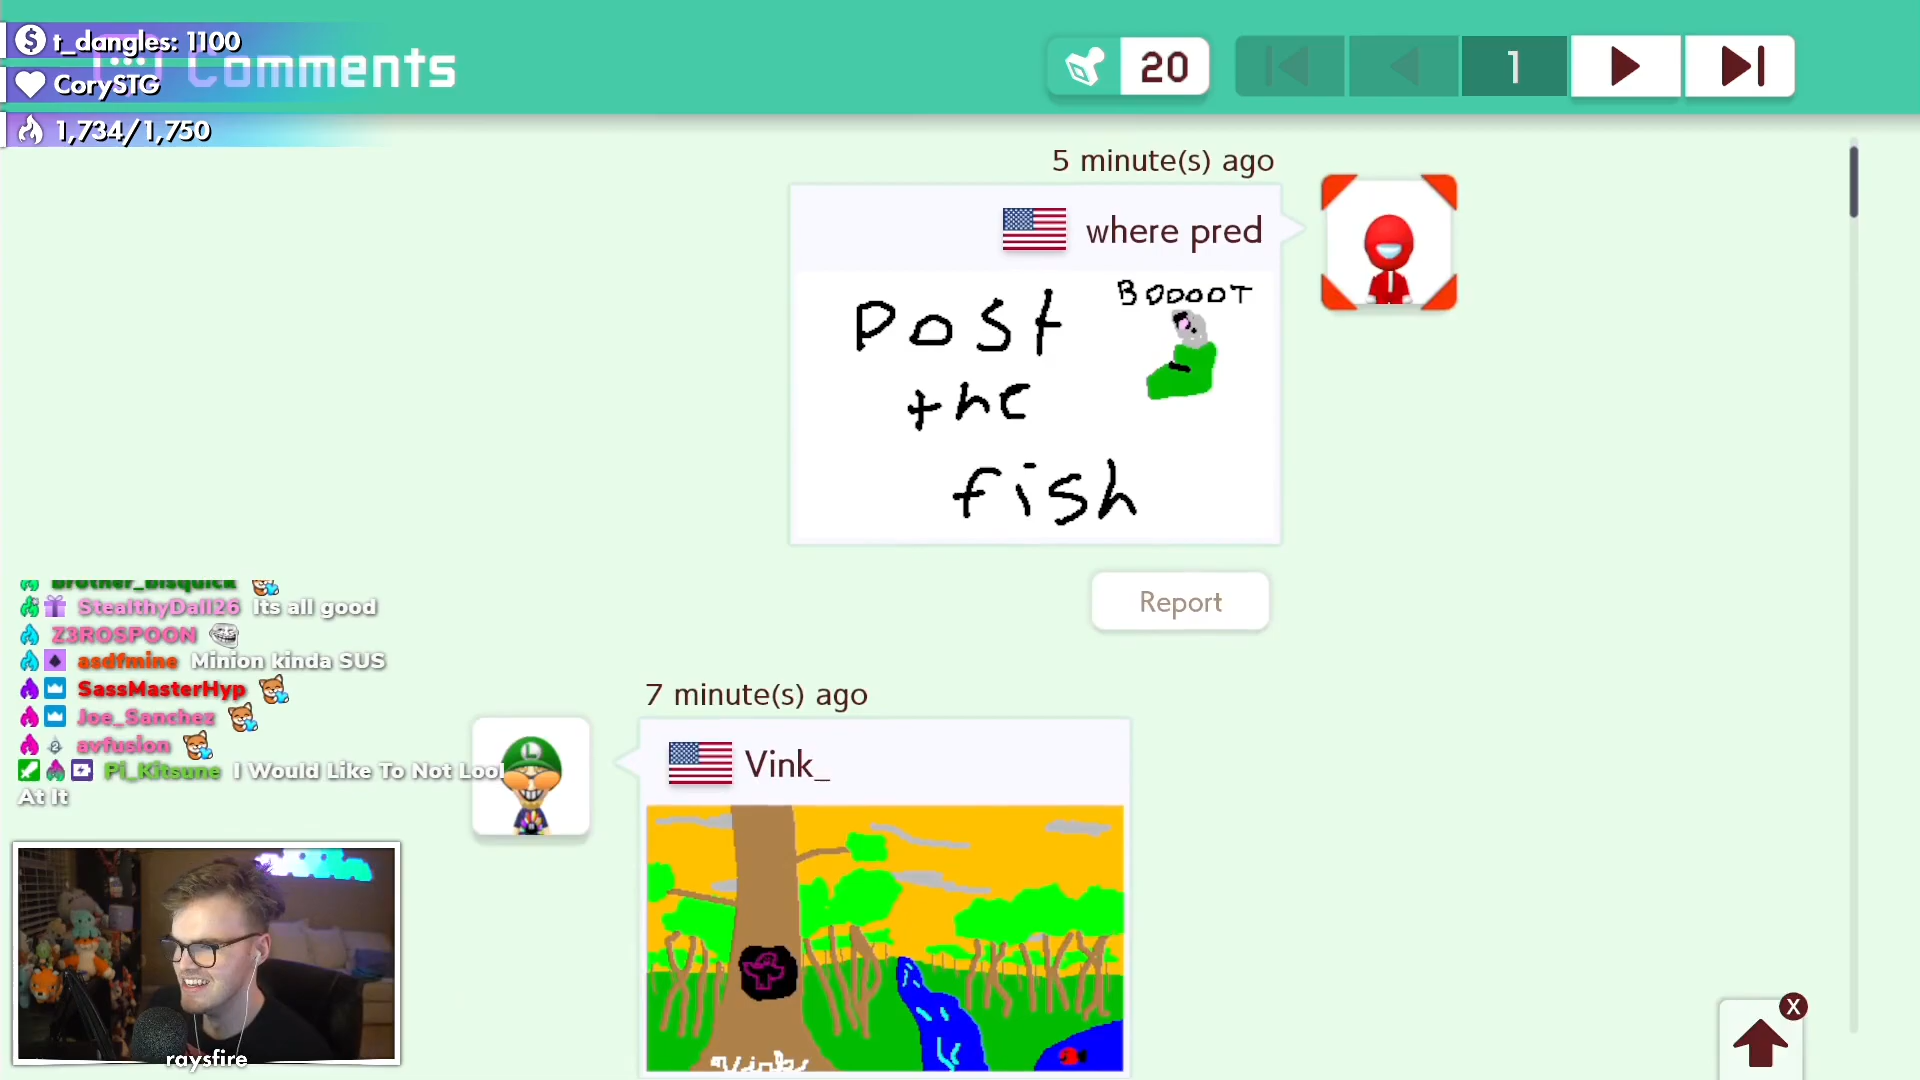 t_dangles: 1100
Comments
CorySTG
1,734/1,750
20
1
5 minute(s) ago
where pred
BOOOOT
Post
the
fish
Report
Brother_Bisquick
StealthyDall26 Its all good
Z3ROSPOON
asdfmine Minion kinda SUS
SassMasterHyp
Joe_Sanchez
avfusion
Pi_Kitsune I Would Like To Not Look
At It
7 minute(s) ago
L
Vink_
Vink_
raysfire
X